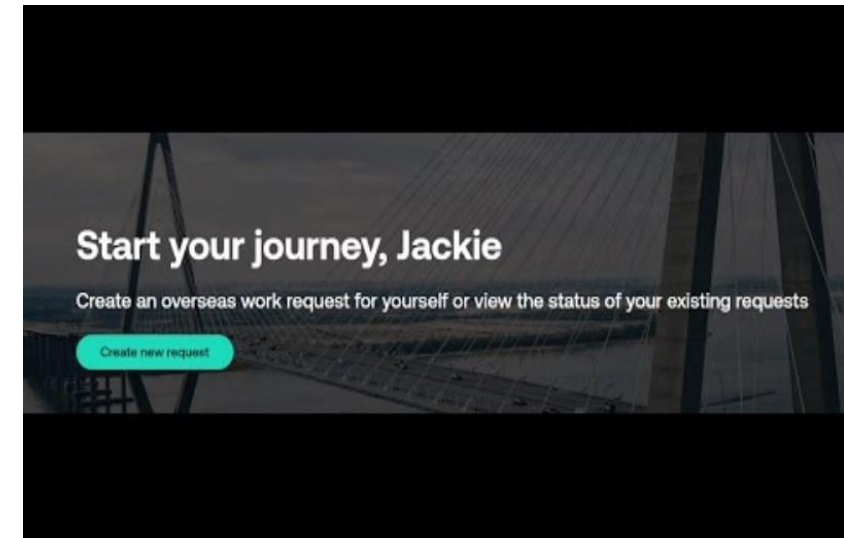 Start your journey, Jackie
Create an overseas work request for yourself or view the status of your existing requests
Create new request